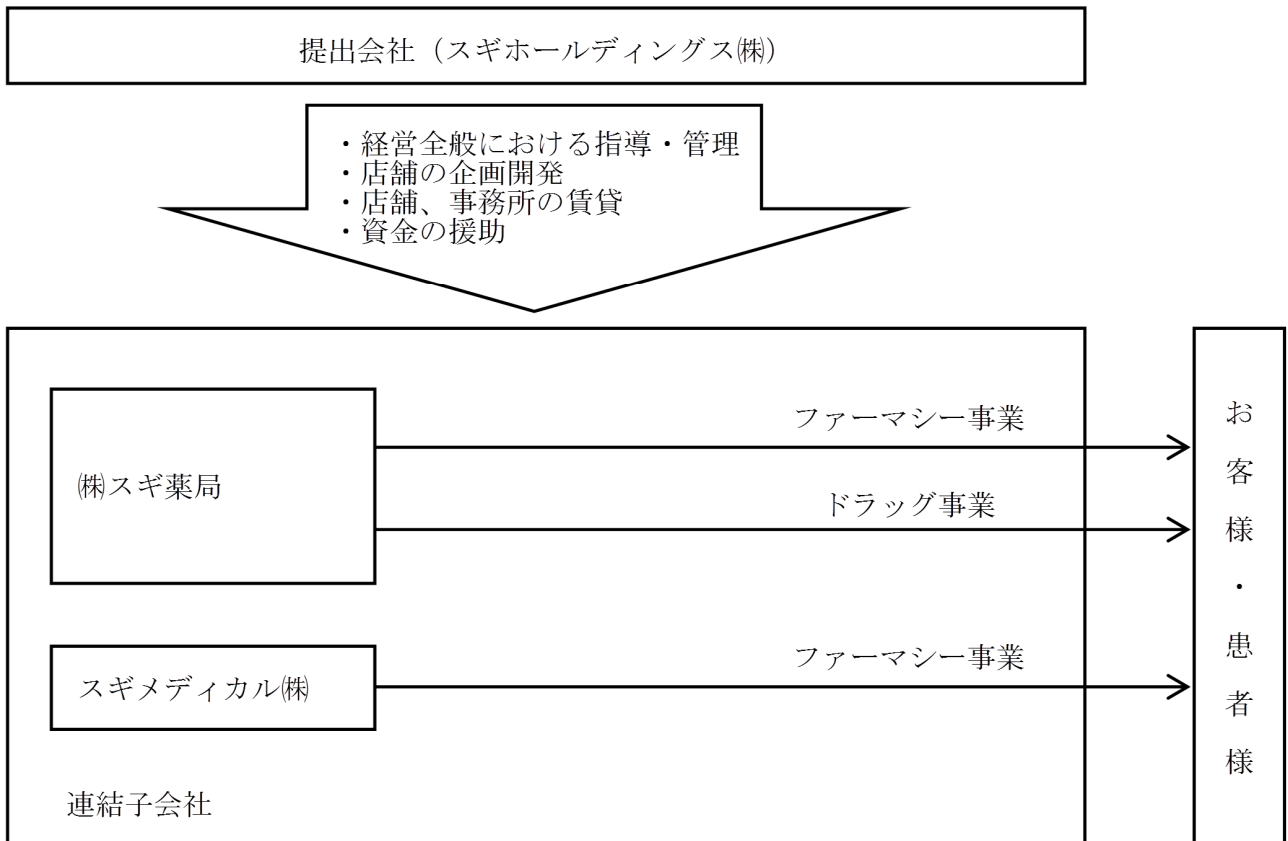 提出会社（スギホールディングス㈱）
・経営全般における指導・管理
・店舗の企画開発
・店舗、事務所の賃貸
・資金の援助
ファーマシー事業
㈱スギ薬局
ドラッグ事業
ファーマシー事業
スギメディカル㈱
連結子会社
お客様・患者様